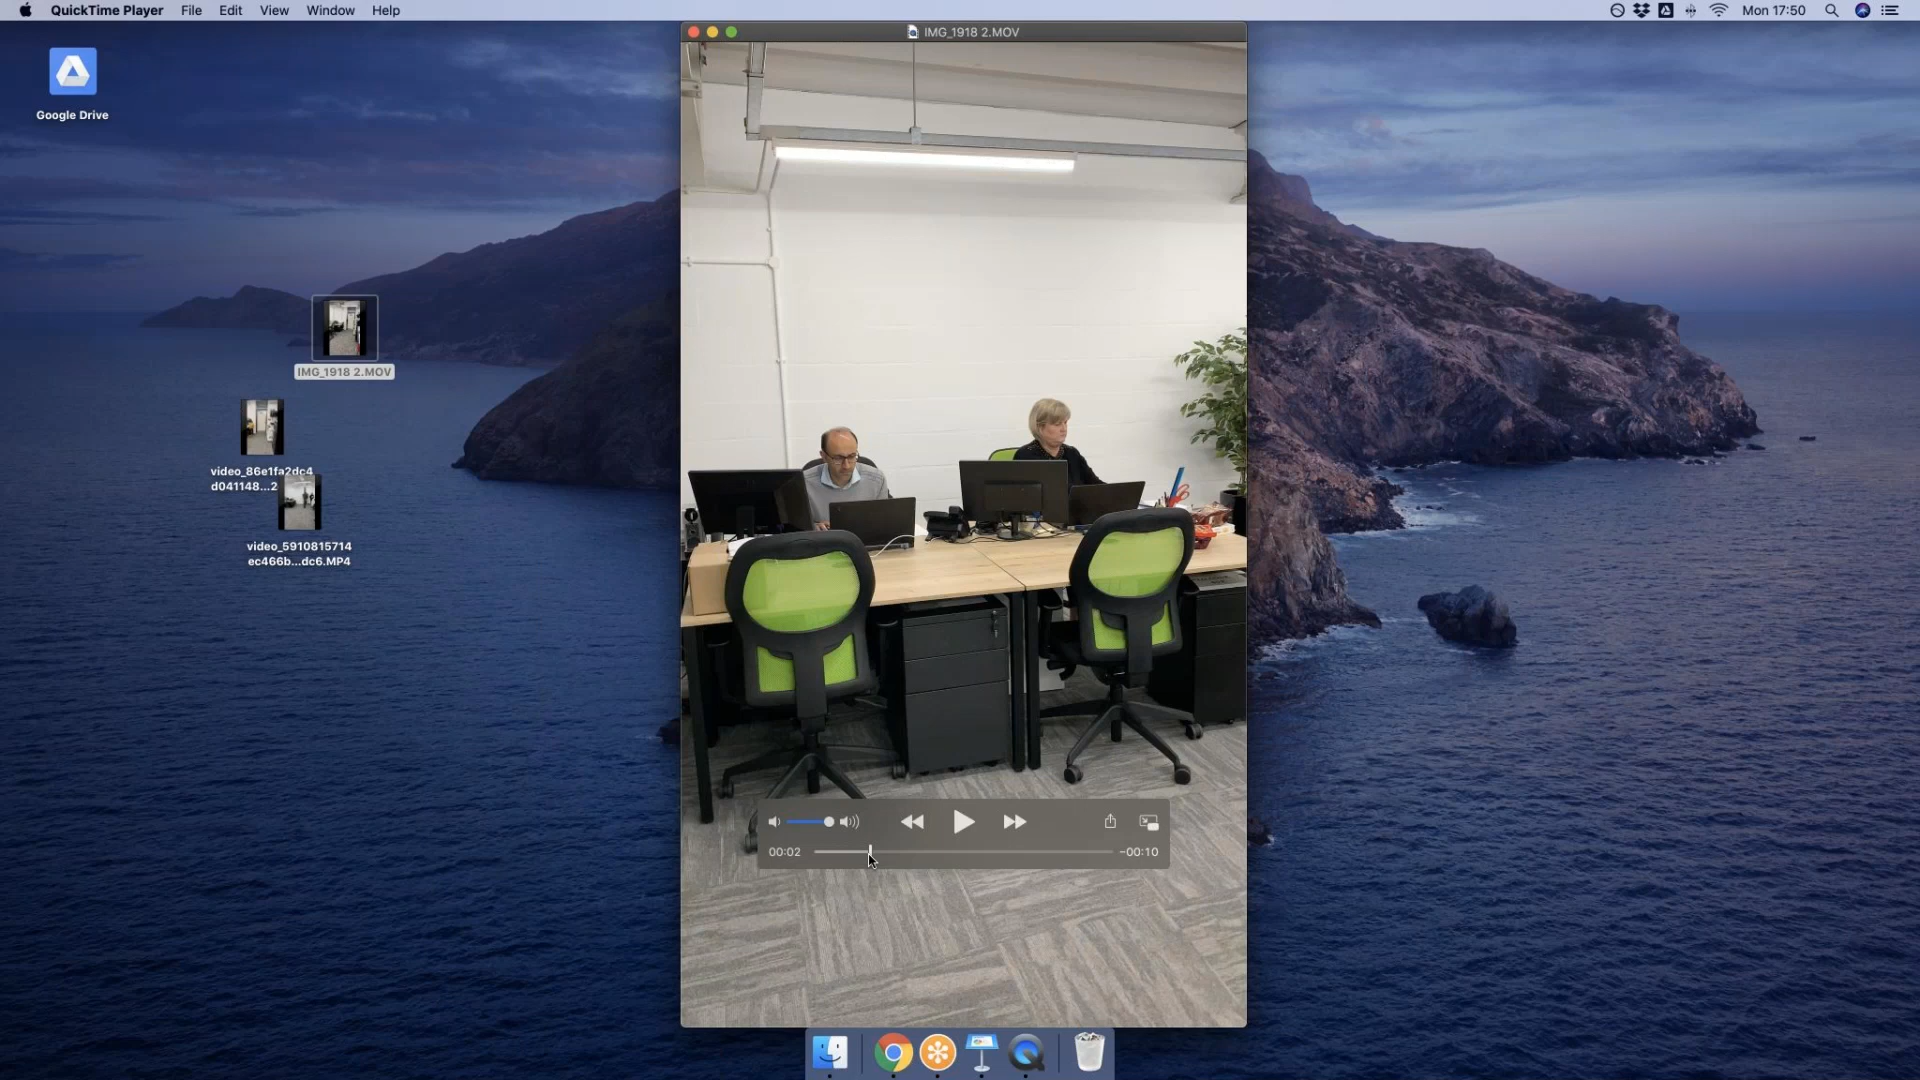 QuickTime Player File Edit View Window Help
Mon 17:50
IMG_1918 2.MOV
Google Drive
IMG_1918 2.MOV
video_86e1fa2dc4
d041148...2
video_5910815714
ec466b...dc6.MP4
00:02
-00:10